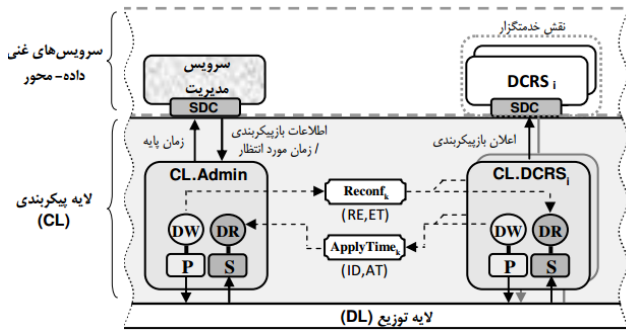 سرویس‌های غنی
داده-محور
نقش خدمتگزار
سرویس
مدیریت
SDC
DCRS i
SDC
زمان پایه
اطلاعات بازپیکربندی
/ زمان مورد انتظار
اعلان بازپیکربندی
لایه پیکربندی
(CL)
CL.Admin
CL.DCRSi
Reconfk
(RE,ET)
DW
DR
ApplyTimek
(ID,AT)
DW
DR
P
S
P
S
لایه توزیع (DL)